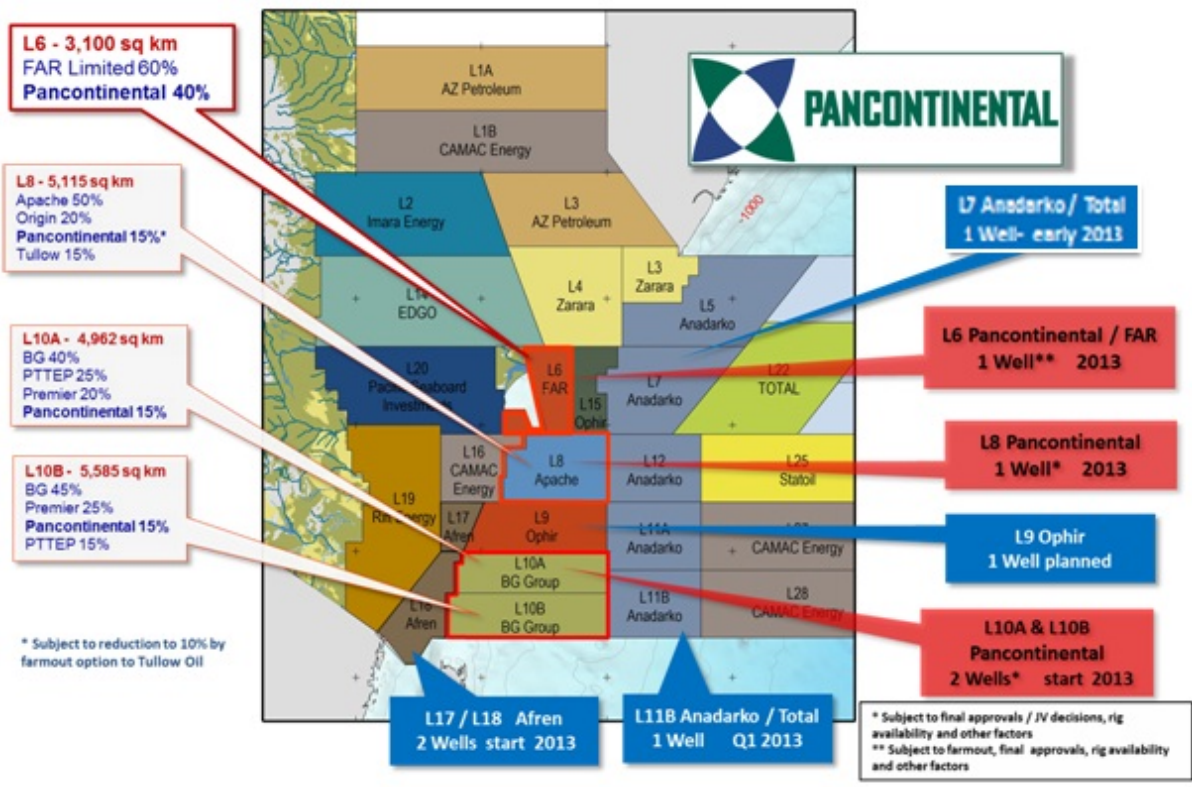 L6 - 3,100 sq km
FAR Limited 60%
Pancontinental 40%
L8 - 5,115 sq km
Apache 50%
Origin 20%
Pancontinental 15%*
Tullow 15%
L10A - 4,962 sq km
BG 40%
PTTEP 25%
Premier 20%
Pancontinental 15%
L10B - 5,585 sq km
BG 45%
Premier 25%
Pancontinental 15%
PTTEP 15%
* Subject to reduction to 10% by
farmout option to Tullow Oil
L1A
AZ Petroleum
L1B
CAMAC Energy
L2
Imara Energy
L3
AZ Petroleum
L4
Zarara
L3
Zarara
L5
Anadarko
L14
EDGO
L20
Pacific Seaboard
Investments
L6
FAR
L15
Ophir
L7
Anadarko
L22
TOTAL
L16
CAMAC
Energy
L8
Apache
L12
Anadarko
L25
Statoil
L19
Rift Energy
L17
Afren
L9
Ophir
L11A
Anadarko
CAMAC Energy
L10A
BG Group
L10B
BG Group
L11B
Anadarko
L28
CAMAC Energy
L18
Afren
-1000
PANCONTINENTAL
L7 Anadarko / Total
1 Well- early 2013
L6 Pancontinental / FAR
1 Well** 2013
L8 Pancontinental
1 Well* 2013
L9 Ophir
1 Well planned
L10A & L10B
Pancontinental
2 Wells* start 2013
L17 / L18 Afren
2 Wells start 2013
L11B Anadarko / Total
1 Well Q1 2013
* Subject to final approvals / JV decisions, rig
availability and other factors
** Subject to farmout, final approvals, rig availability
and other factors